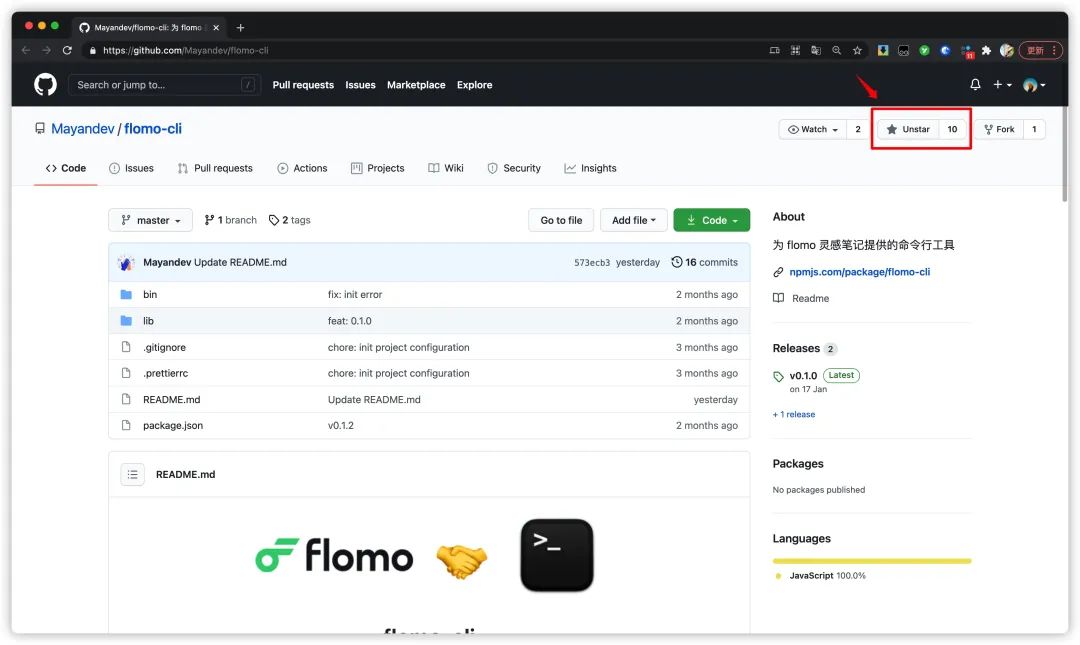 Mayandev/flomo-cli: 为 flomo
https://github.com/Mayandev/flomo-cli
11
更新
Search or jump to...
/
Pull requests
Issues
Marketplace
Explore
Mayandev / flomo-cli
Watch
2
Unstar
10
Fork
1
Code
Issues
Pull requests
Actions
Projects
Wiki
Security
Insights
master
1 branch
2 tags
Go to file
Add file
Code
Mayandev Update README.md
573ecb3 yesterday
16 commits
bin
fix: init error
2 months ago
lib
feat: 0.1.0
2 months ago
.gitignore
chore: init project configuration
3 months ago
.prettierrc
chore: init project configuration
3 months ago
README.md
Update README.md
yesterday
package.json
v0.1.2
2 months ago
README.md
flomo
>_
flomo-cli
About
为 flomo 灵感笔记提供的命令行工具
npmjs.com/package/flomo-cli
Readme
Releases 2
v0.1.0 Latest
on 17 Jan
+ 1 release
Packages
No packages published
Languages
JavaScript 100.0%